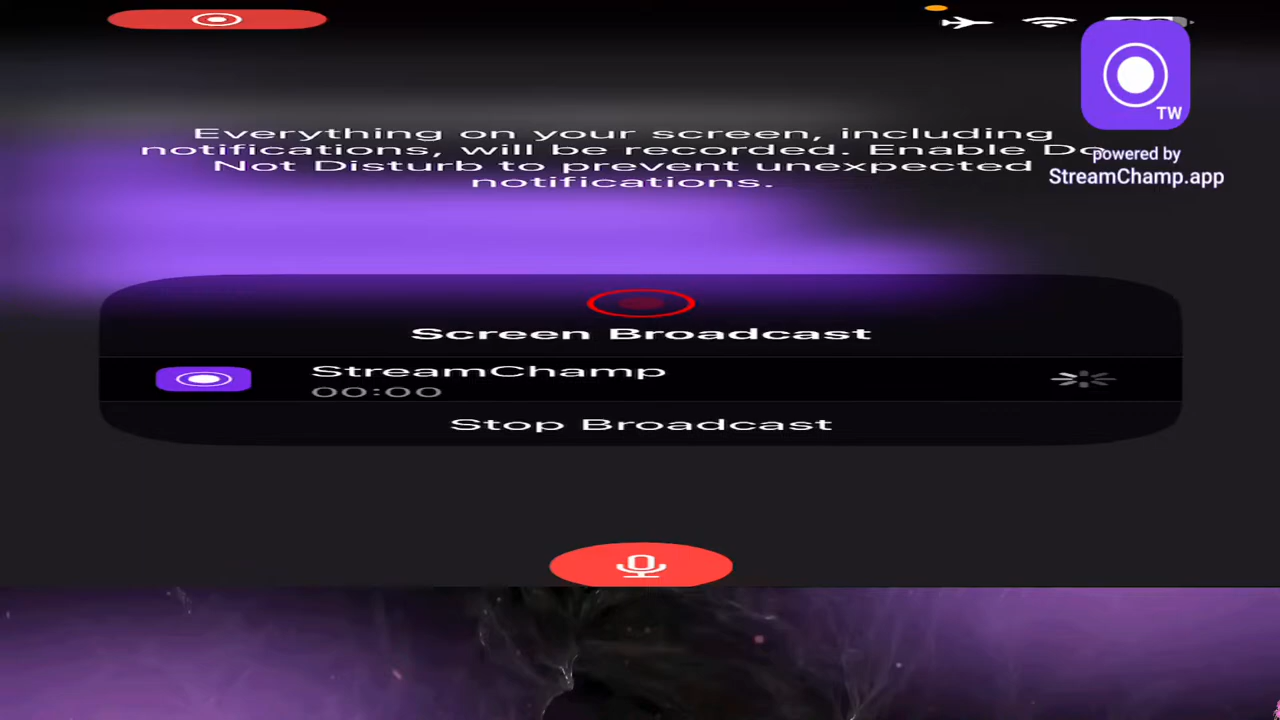 TW
powered by
StreamChamp.app
Everything on your screen, including
notifications, will be recorded. Enable Do
Not Disturb to prevent unexpected
notifications.
Screen Broadcast
StreamChamp
00:00
Stop Broadcast